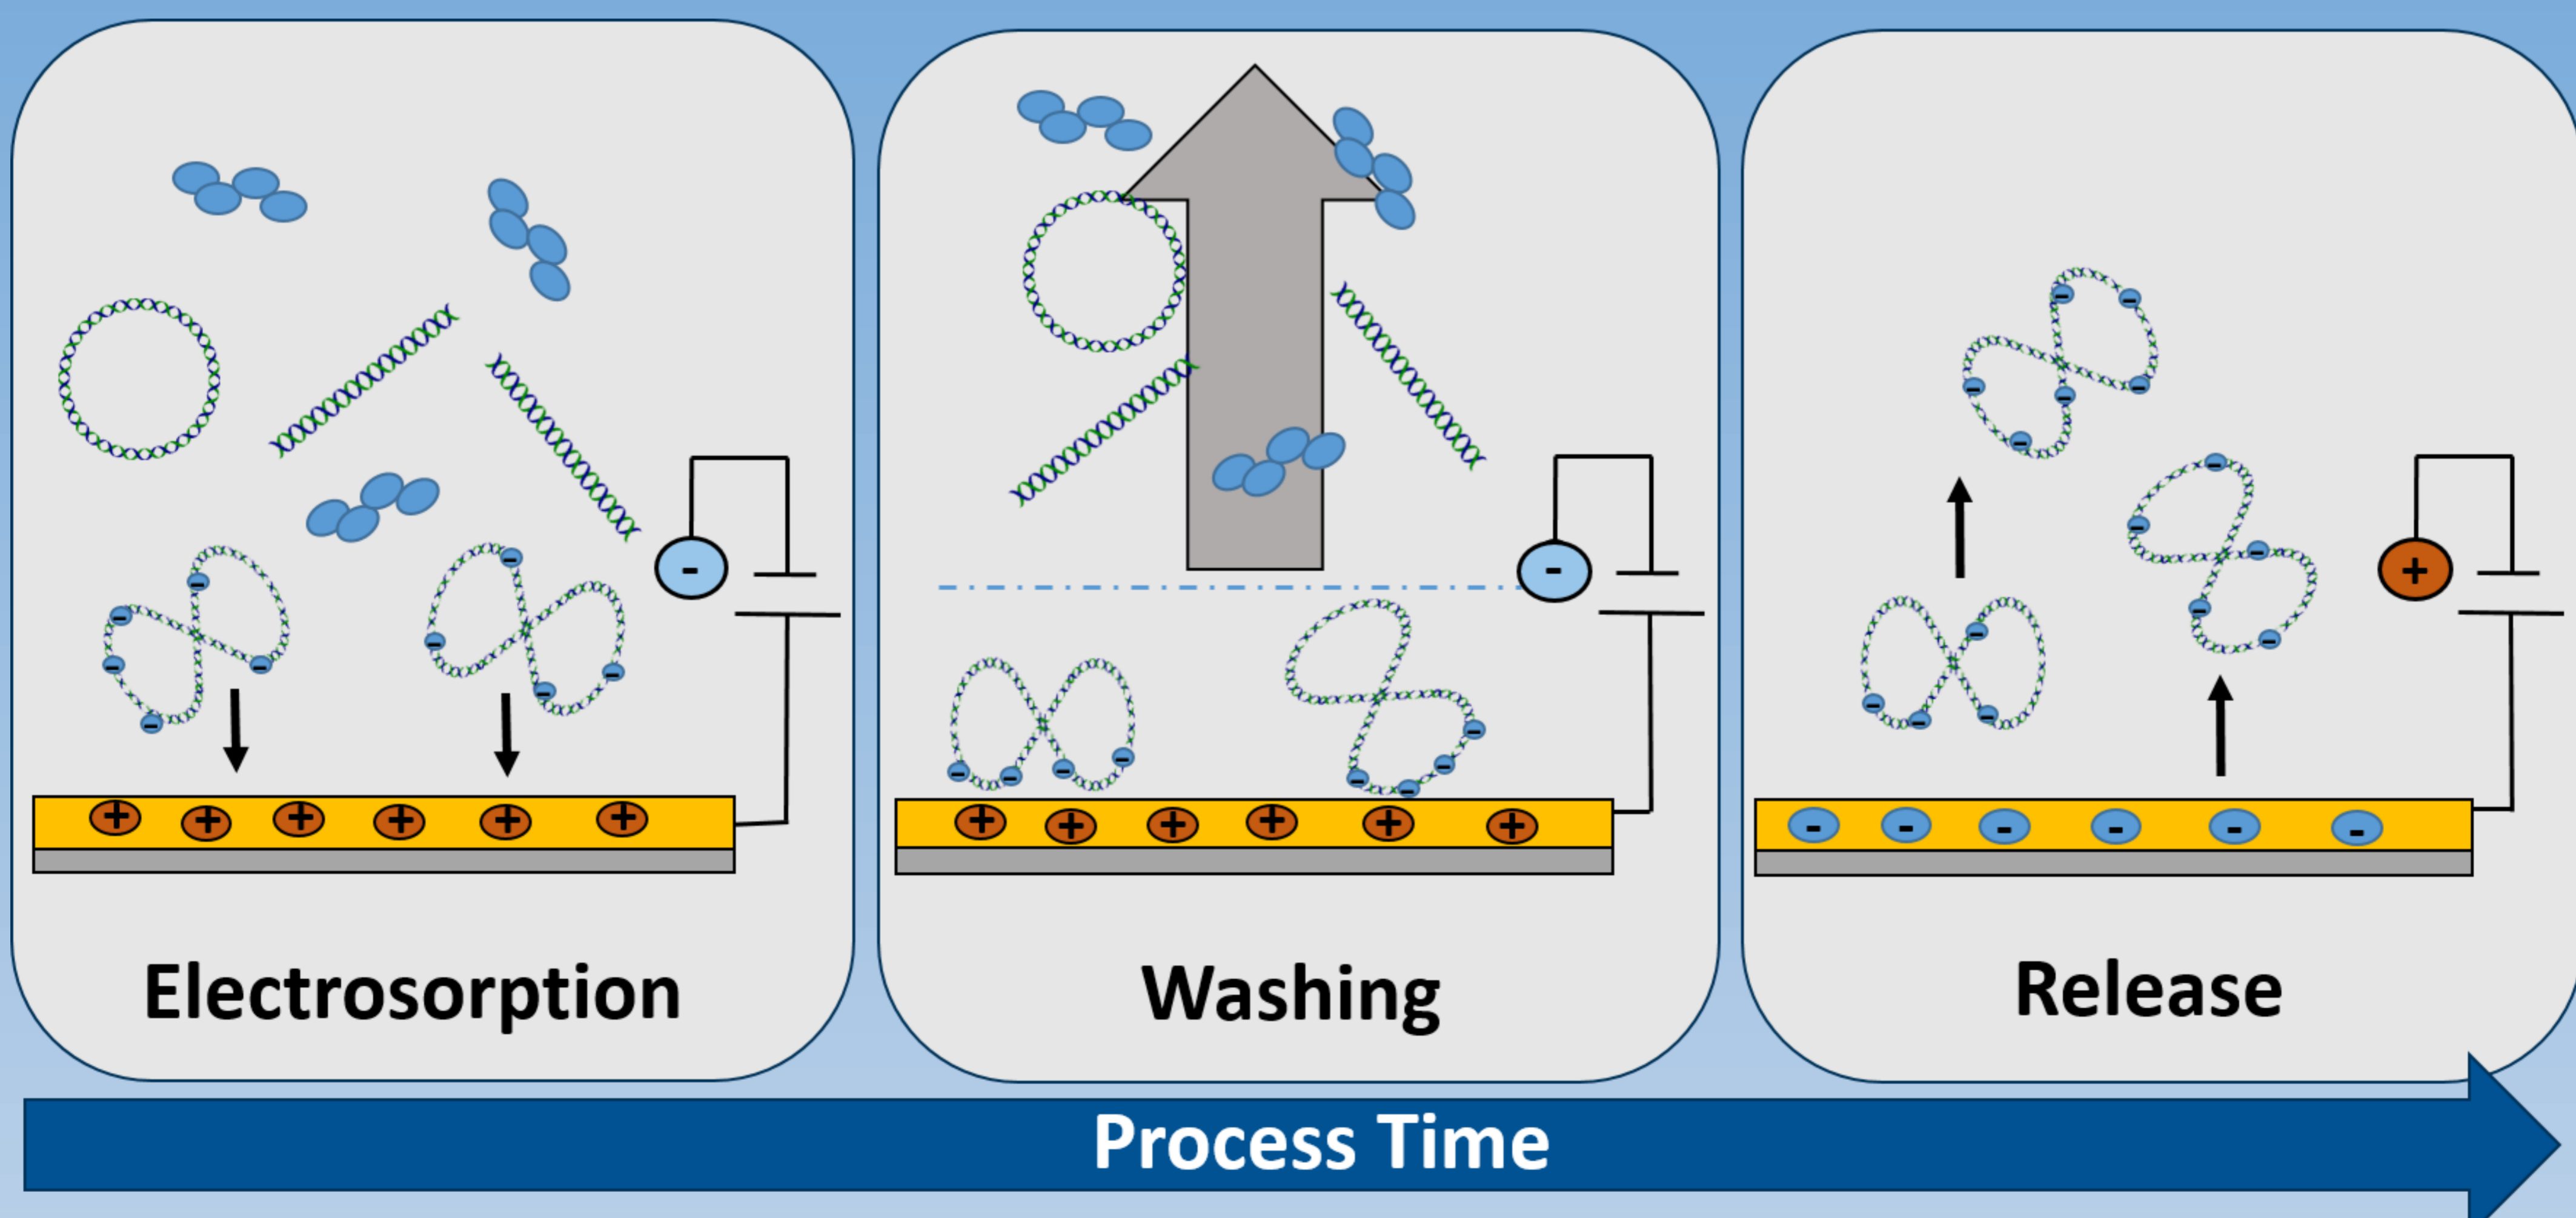 - 
+ + + + + +
Electrosorption
-
+ + + + + +
Washing
+
- - - - - -
Release
Process Time